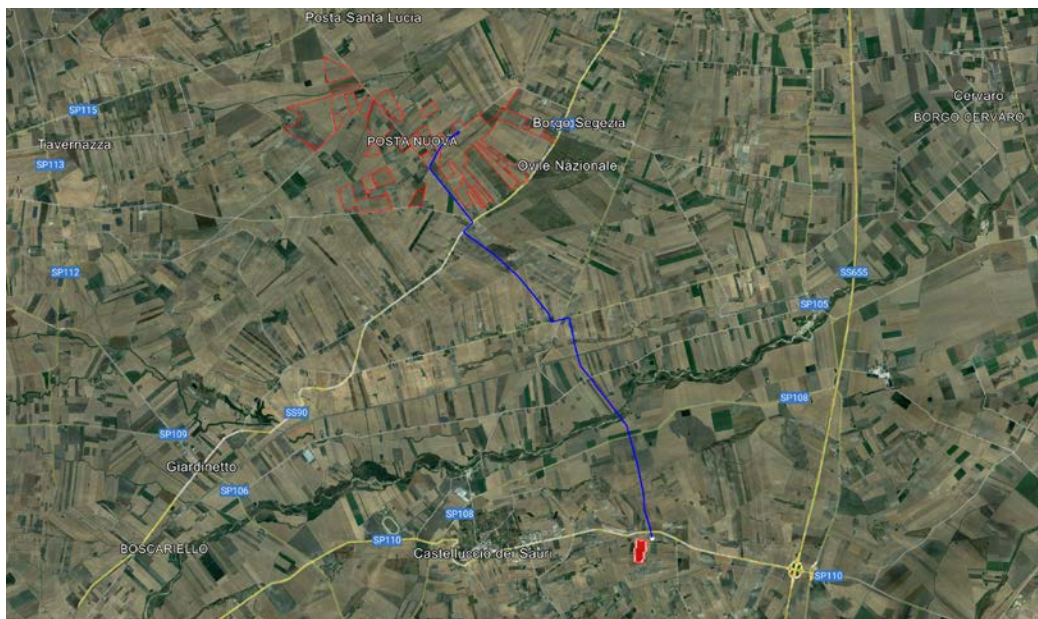 Posta Santa Lucia
SP115
Cervaro
BORGO CERVARO
Borgo Segezia
Tavernazza
POSTA NUOVA
SP113
Ovile Nazionale
SP112
SS655
SP105
SP108
SS90
SP109
Giardinetto
SP106
SP108
SP110
BOSCARIELLO
Castelluccio dei Sauri
SP110